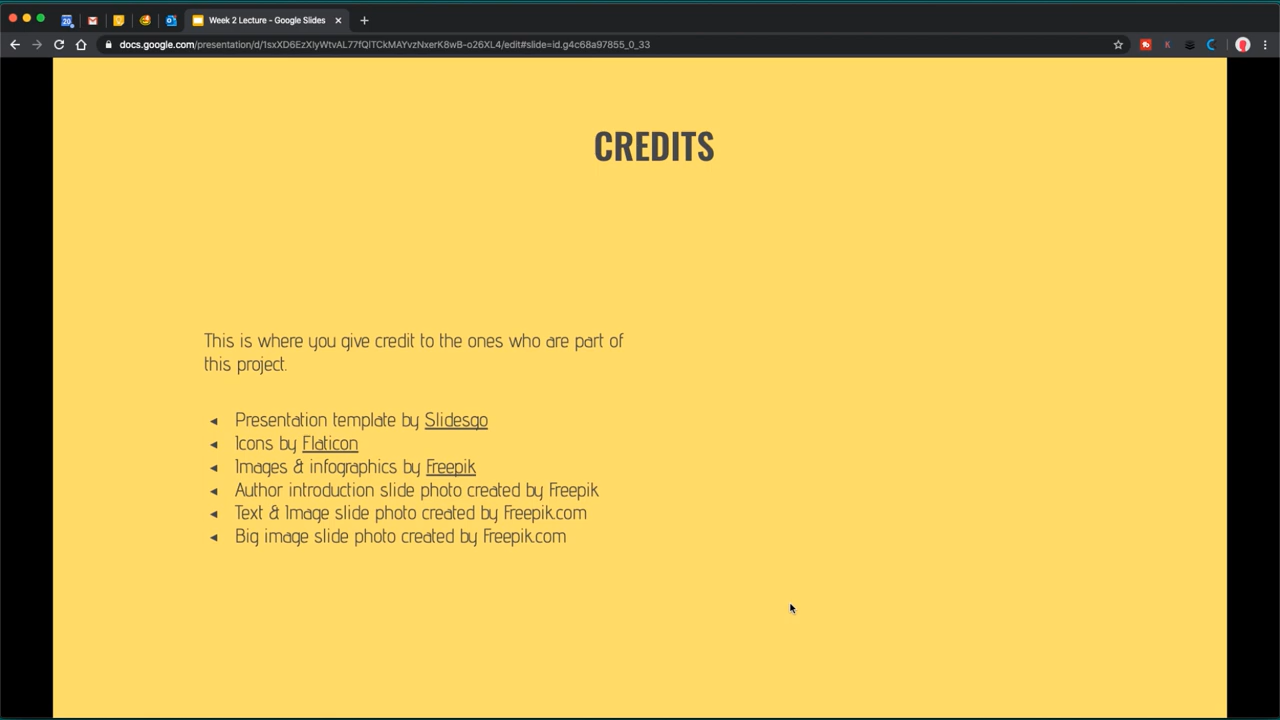 20
Week 2 Lecture - Google Slides
docs.google.com/presentation/d/1sxXD6EzXIyWtvAL77fQlTCkMAYvzNxerK8wB-o26XL4/edit#slide=id.g4c68a97855_0_33
K
CREDITS
This is where you give credit to the ones who are part of
this project.
Presentation template by Slidesgo
Icons by Flaticon
Images & infographics by Freepik
Author introduction slide photo created by Freepik
Text & Image slide photo created by Freepik.com
Big image slide photo created by Freepik.com